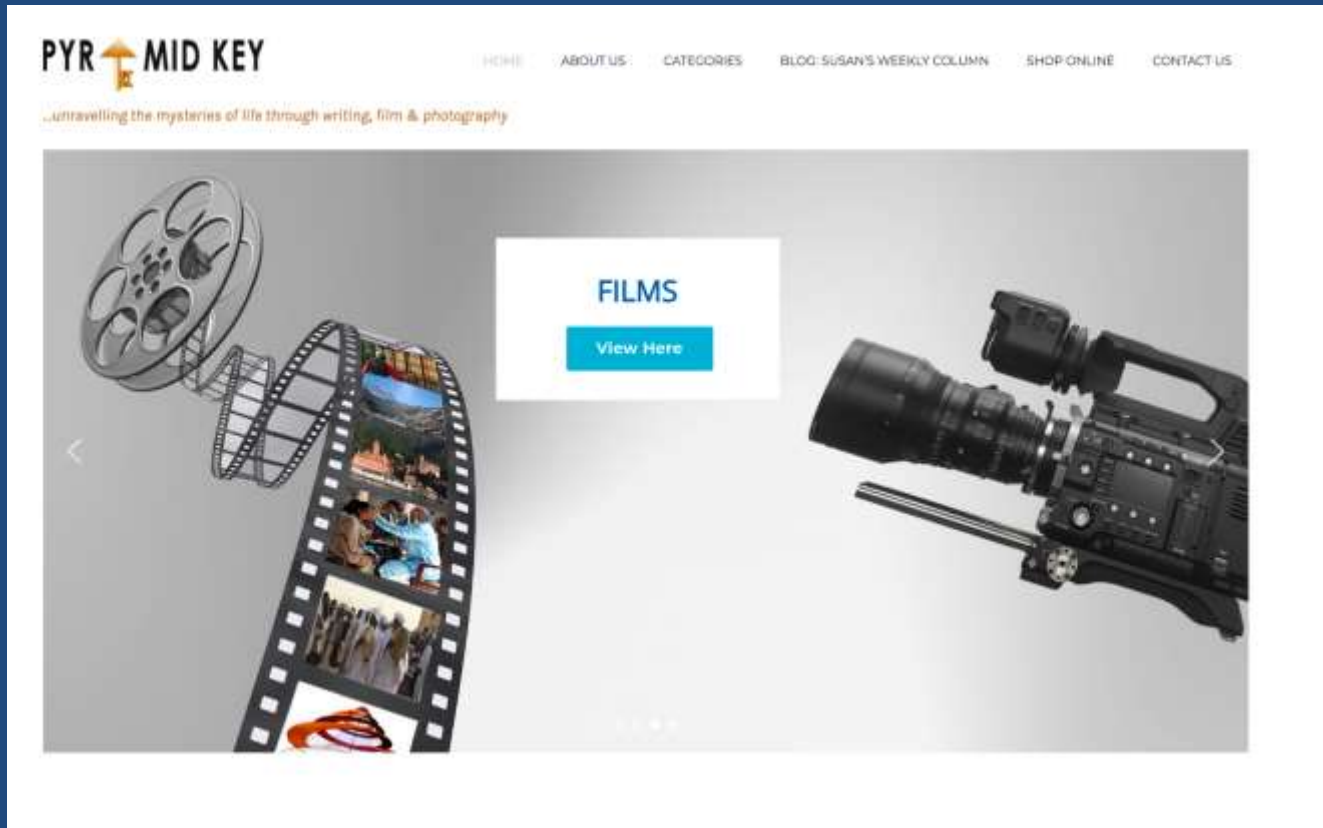 PYR MID KEY
HOME ABOUT US CATEGORIES BLOG: SUSAN'S WEEKLY COLUMN SHOP ONLINE CONTACT US
...unravelling the mysteries of life through writing, film & photography
FILMS
View Here